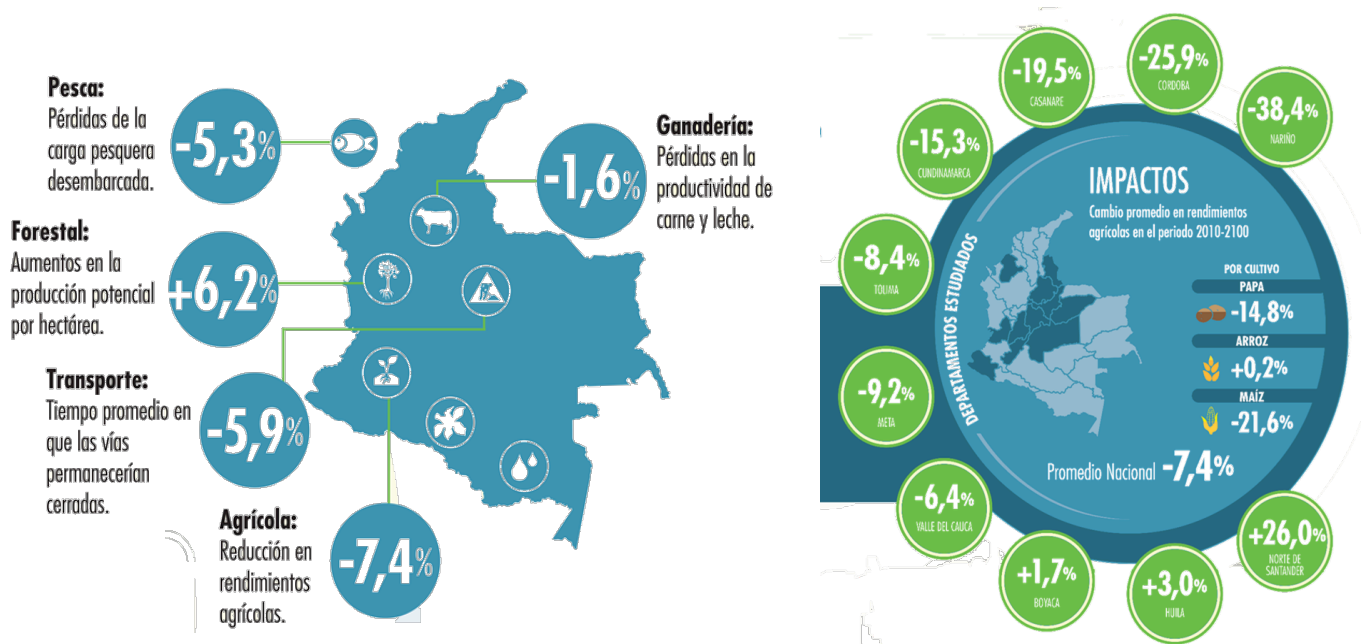 Pesca:
Pérdidas de la
carga pesquera
desembarcada.
-5,3%
Ganadería:
Pérdidas en la
productividad de
carne y leche.
-1,6%
Forestal:
Aumentos en la
producción potencial
por hectárea.
+6,2%
Transporte:
Tiempo promedio en
que las vías
permanecerían
cerradas.
-5,9%
Agrícola:
Reducción en
rendimientos
agrícolas.
-7,4%
IMPACTOS
Cambio promedio en rendimientos
agrícolas en el periodo 2010-2100
DEPARTAMENTOS ESTUDIADOS
POR CULTIVO
PAPA
-14,8%
ARROZ
+0,2%
MAÍZ
-21,6%
Promedio Nacional -7,4%
-38,4%
NARIÑO
-25,9%
CORDOBA
-19,5%
CASANARE
-15,3%
CUNDINAMARCA
-8,4%
TOLIMA
-9,2%
META
-6,4%
VALLE DEL CAUCA
+1,7%
BOYACA
+3,0%
HUILA
+26,0%
NORTE DE
SANTANDER